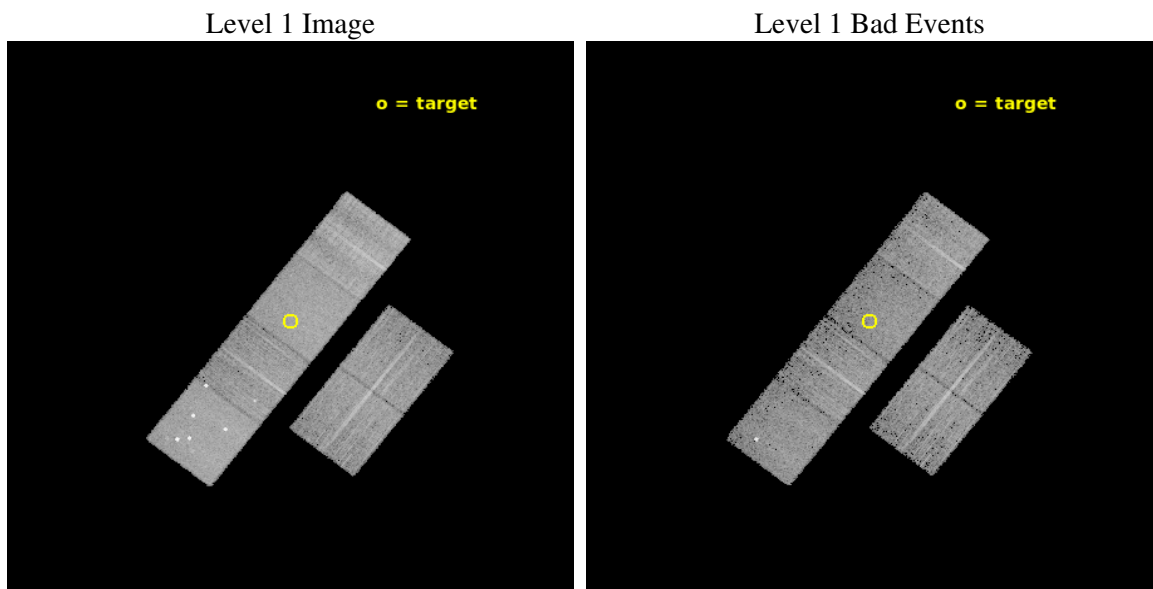 Level 1 Image
Level 1 Bad Events
o = target
o = target